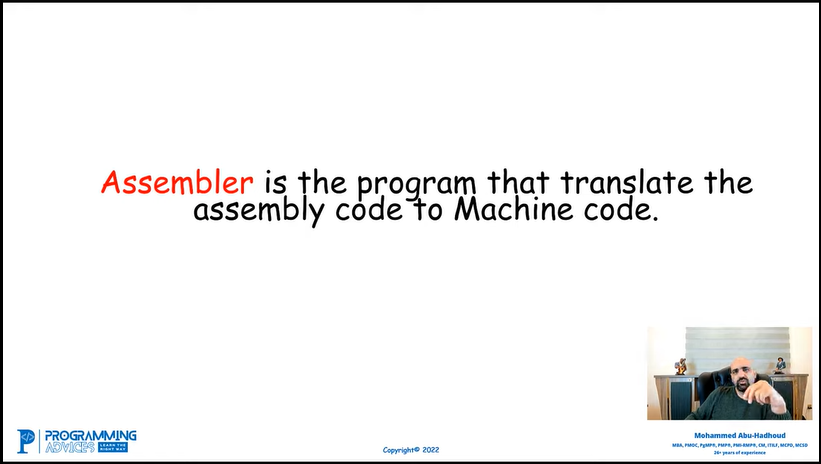 Assembler is the program that translate the
assembly code to Machine code.
PROGRAMMING
ADVICES LEARN THE RIGHT WAY
Copyright© 2022
Mohammed Abu-Hadhoud
MBA, PMOC, PgMP®, PMP®, PMI-RMP®, CM, ITILF, MCPD, MCSD
26+ years of experience